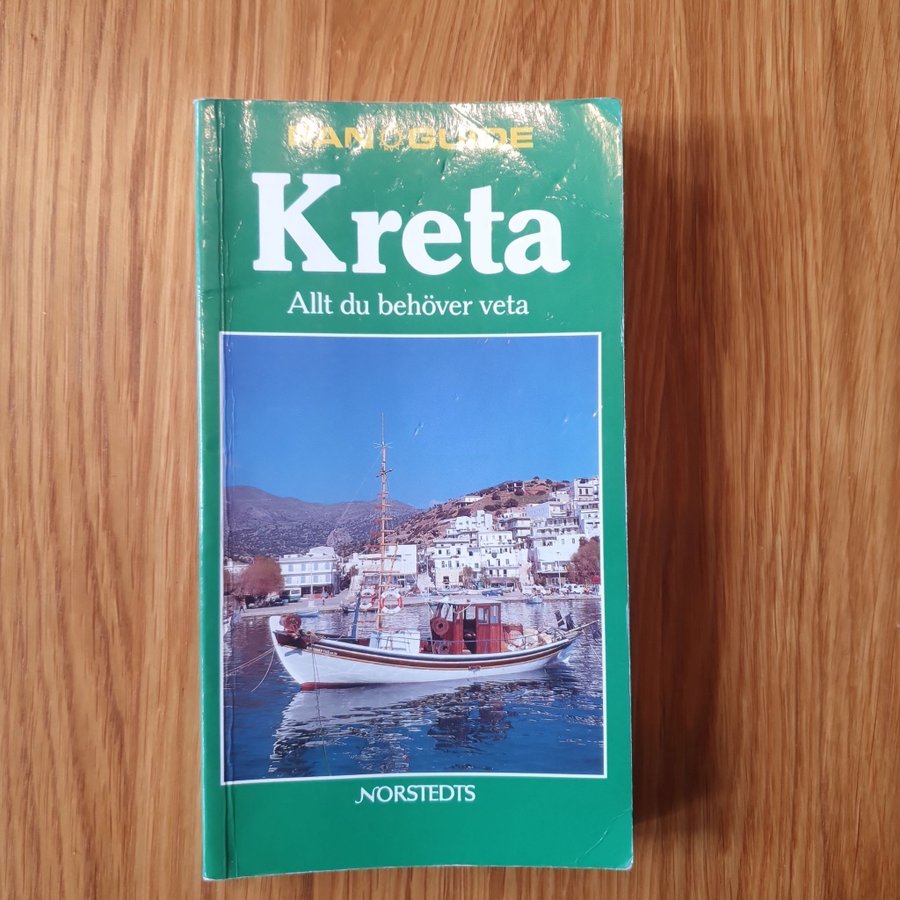 PAN GUIDE
Kreta
Allt du behöver veta
NORSTEDTS